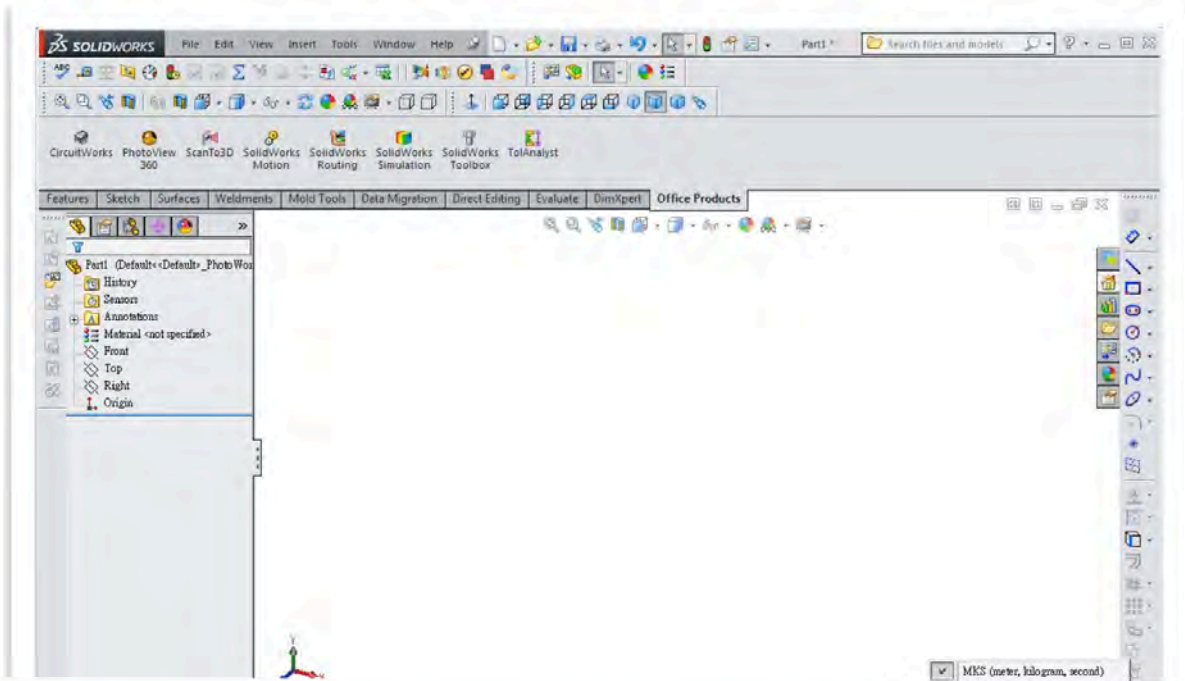 SOLIDWORKS File Edit View Insert Tools Window Help Part1 * Search files and models
ABC
CircuitWorks PhotoView 360 ScanTo3D SolidWorks Motion SolidWorks Routing SolidWorks Simulation SolidWorks Toolbox TolAnalyst
Features Sketch Surfaces Weldments Mold Tools Data Migration Direct Editing Evaluate DimXpert Office Products
Part1 (Default<<Default>_PhotoWor
History
Sensors
Annotations
Material <not specified>
Front
Top
Right
Origin
Y
MKS (meter, kilogram, second)